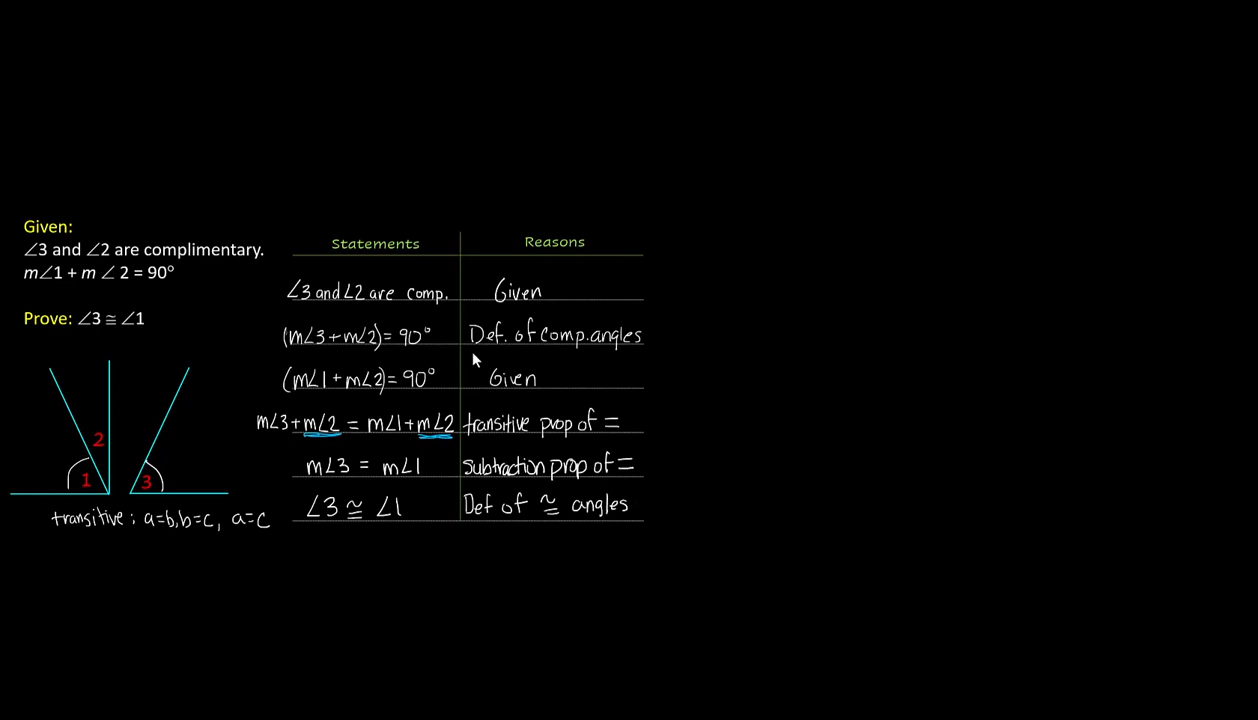 Given:
∠3 and ∠2 are complimentary.
m∠1 + m ∠ 2 = 90°
Prove: ∠3 ≅ ∠1
2
1
3
transitive : a=b, b=c, a=c
Statements Reasons
∠3 and ∠2 are comp. Given
(m∠3+m∠2)= 90° Def. of comp. angles
(m∠1+m∠2)= 90° Given
m∠3+m∠2 = m∠1+m∠2 transitive prop of =
m∠3 = m∠1 subtraction prop of =
∠3 ≅ ∠1 Def of ≅ angles